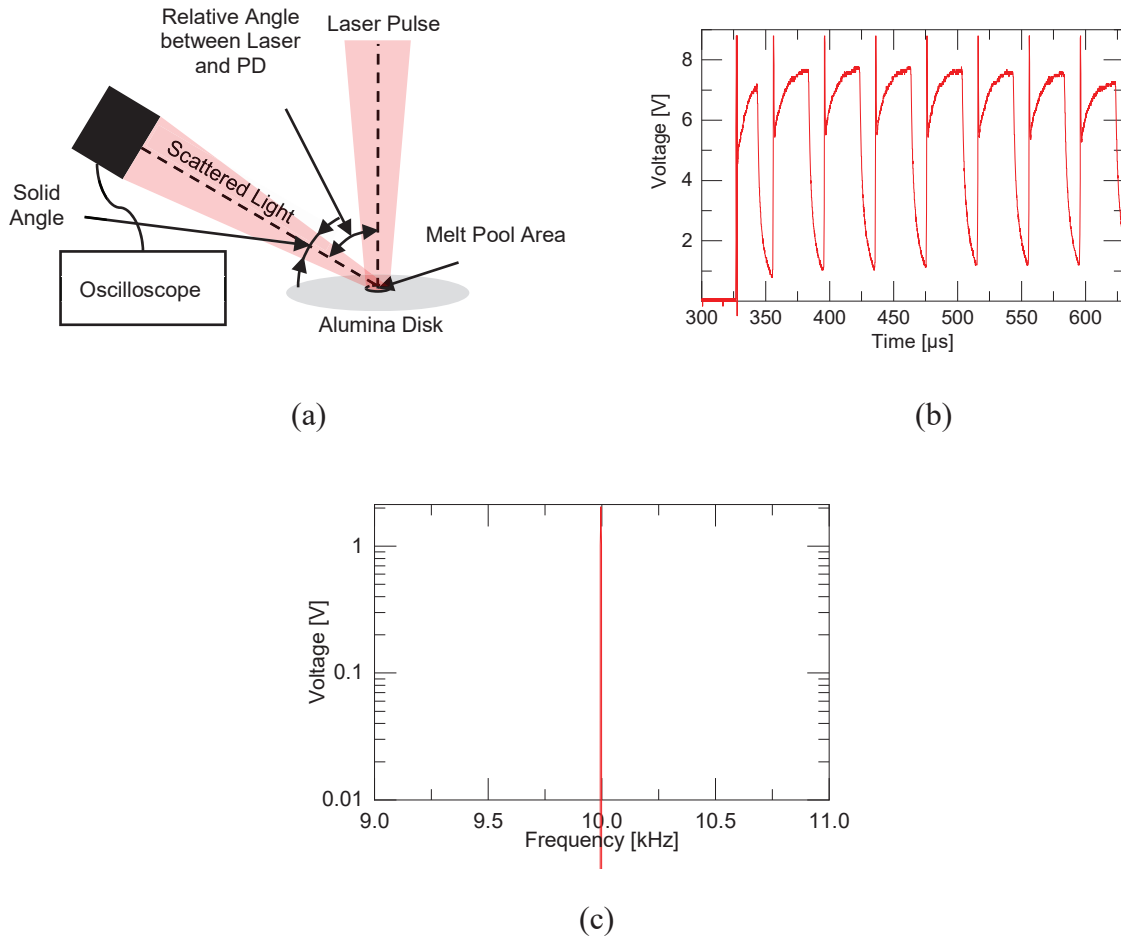 Relative Angle
between Laser
and PD
Laser Pulse
Scattered Light
Solid
Angle
Melt Pool Area
Oscilloscope
Alumina Disk
(a)
Voltage [V]
8
6
4
2
300
350
400
450
500
550
600
Time [µs]
(b)
Voltage [V]
1
0.1
0.01
9.0
9.5
10.0
10.5
11.0
Frequency [kHz]
(c)